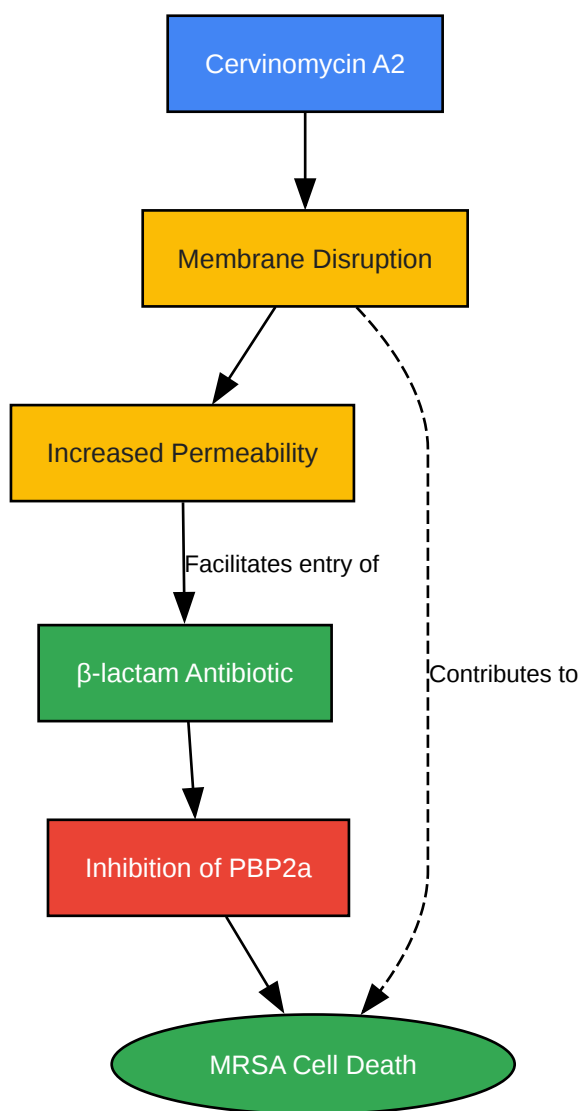 Cervinomycin A2
Membrane Disruption
Increased Permeability
Facilitates entry of
β-lactam Antibiotic
Contributes to
Inhibition of PBP2a
MRSA Cell Death